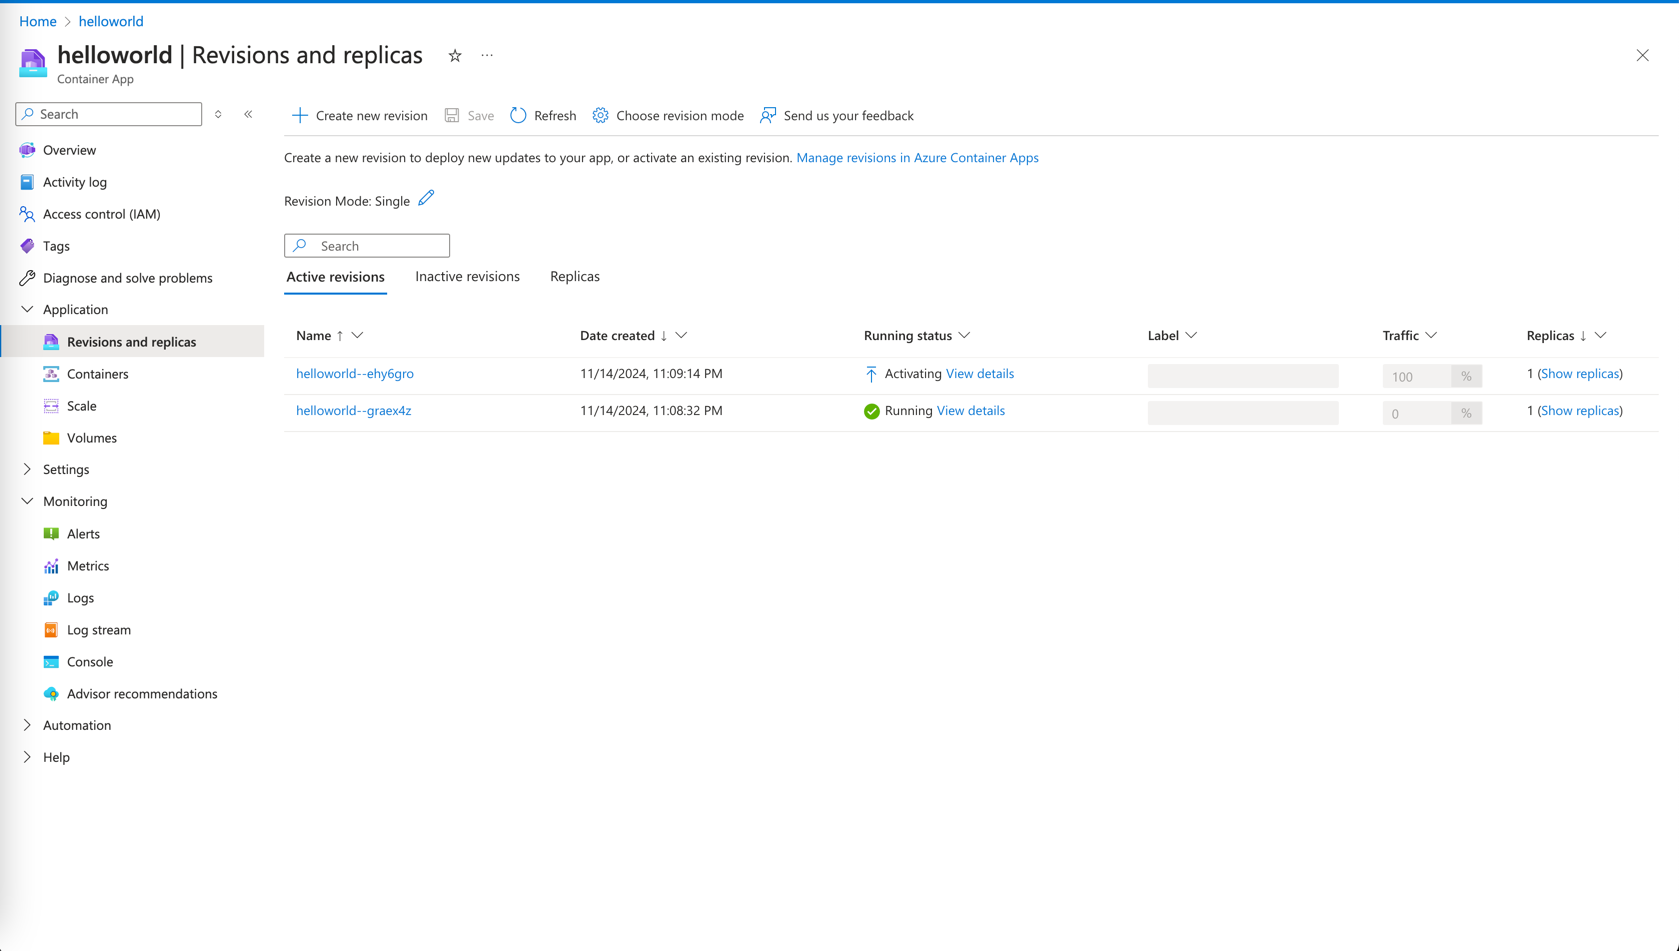 Home > helloworld
helloworld | Revisions and replicas
Container App
Search
Create new revision Save Refresh Choose revision mode Send us your feedback
Create a new revision to deploy new updates to your app, or activate an existing revision. Manage revisions in Azure Container Apps
Revision Mode: Single
Search
Active revisions Inactive revisions Replicas
Name ↑ Date created ↓ Running status Label Traffic Replicas ↓
helloworld--ehy6gro 11/14/2024, 11:09:14 PM Activating View details 100 % 1 (Show replicas)
helloworld--graex4z 11/14/2024, 11:08:32 PM Running View details 0 % 1 (Show replicas)
Overview
Activity log
Access control (IAM)
Tags
Diagnose and solve problems
Application
Revisions and replicas
Containers
Scale
Volumes
Settings
Monitoring
Alerts
Metrics
Logs
Log stream
Console
Advisor recommendations
Automation
Help